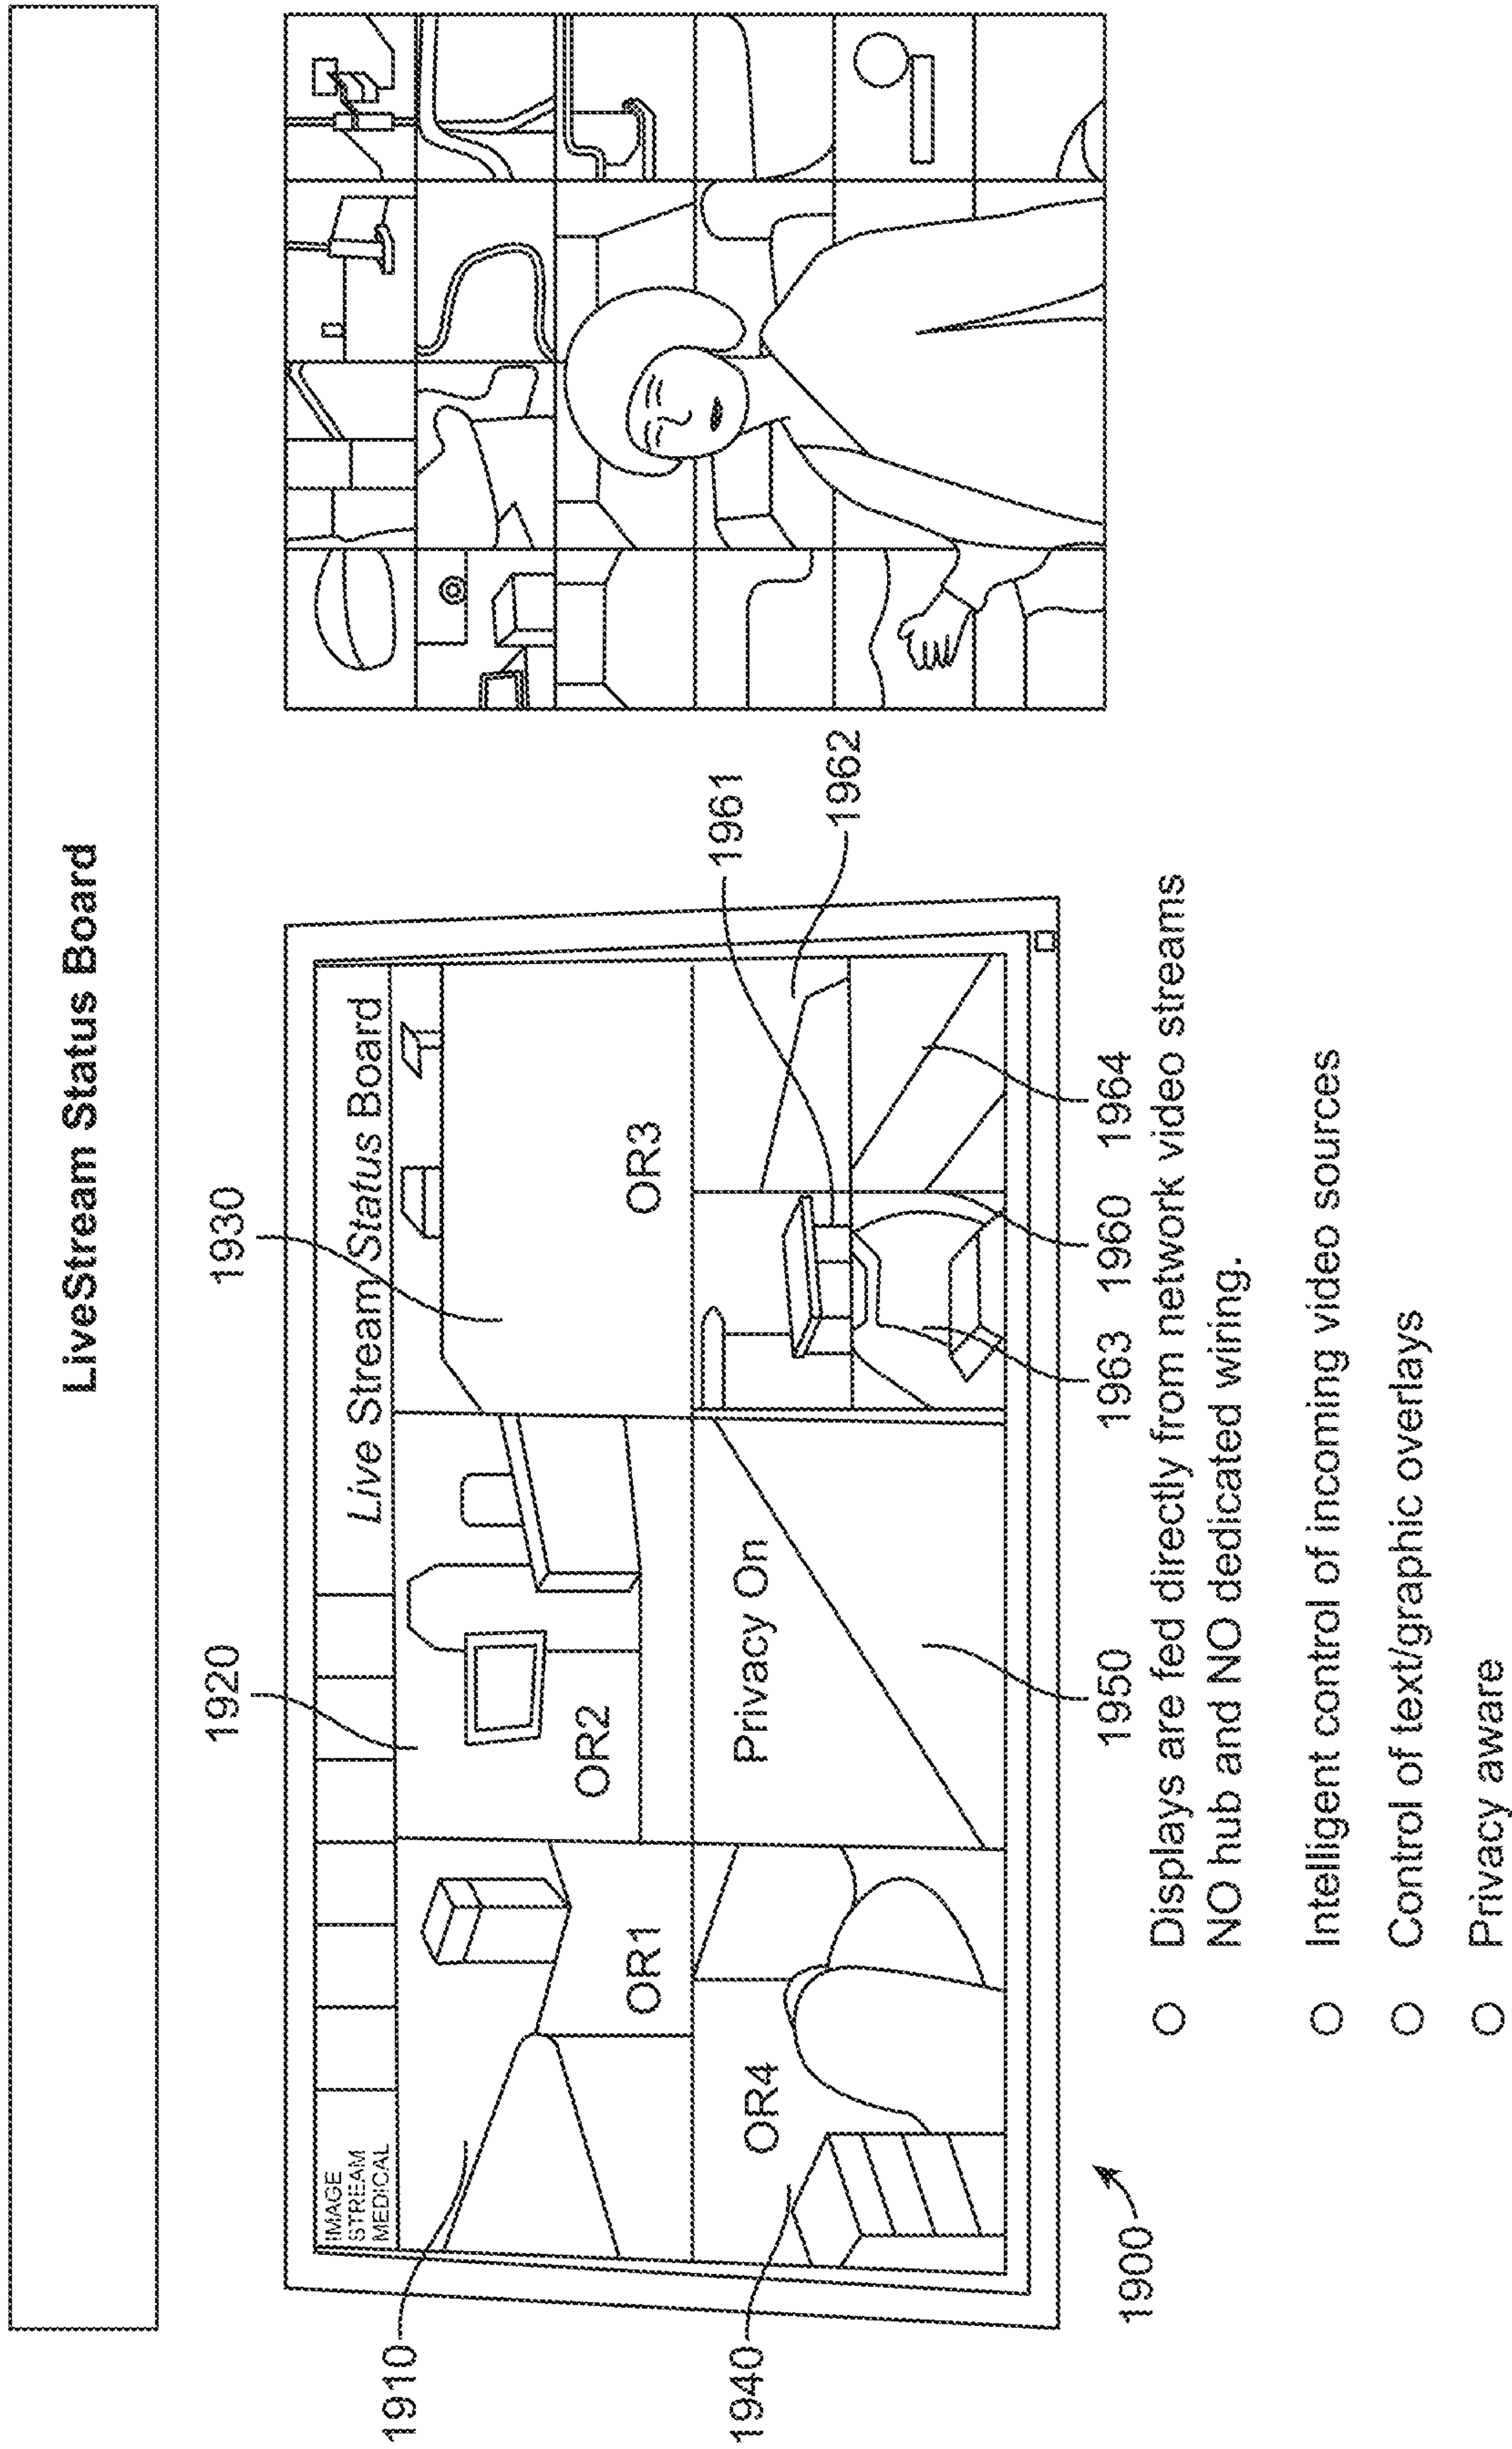 LiveStream Status Board
1930
1920
IMAGE
STREAM
MEDICAL
Live Stream Status Board
1910
OR1
OR2
OR3
1961
1962
1940
OR4
Privacy On
1900
1950
1963
1960
1964
Displays are fed directly from network video streams
NO hub and NO dedicated wiring.
Intelligent control of incoming video sources
Control of text/graphic overlays
Privacy aware